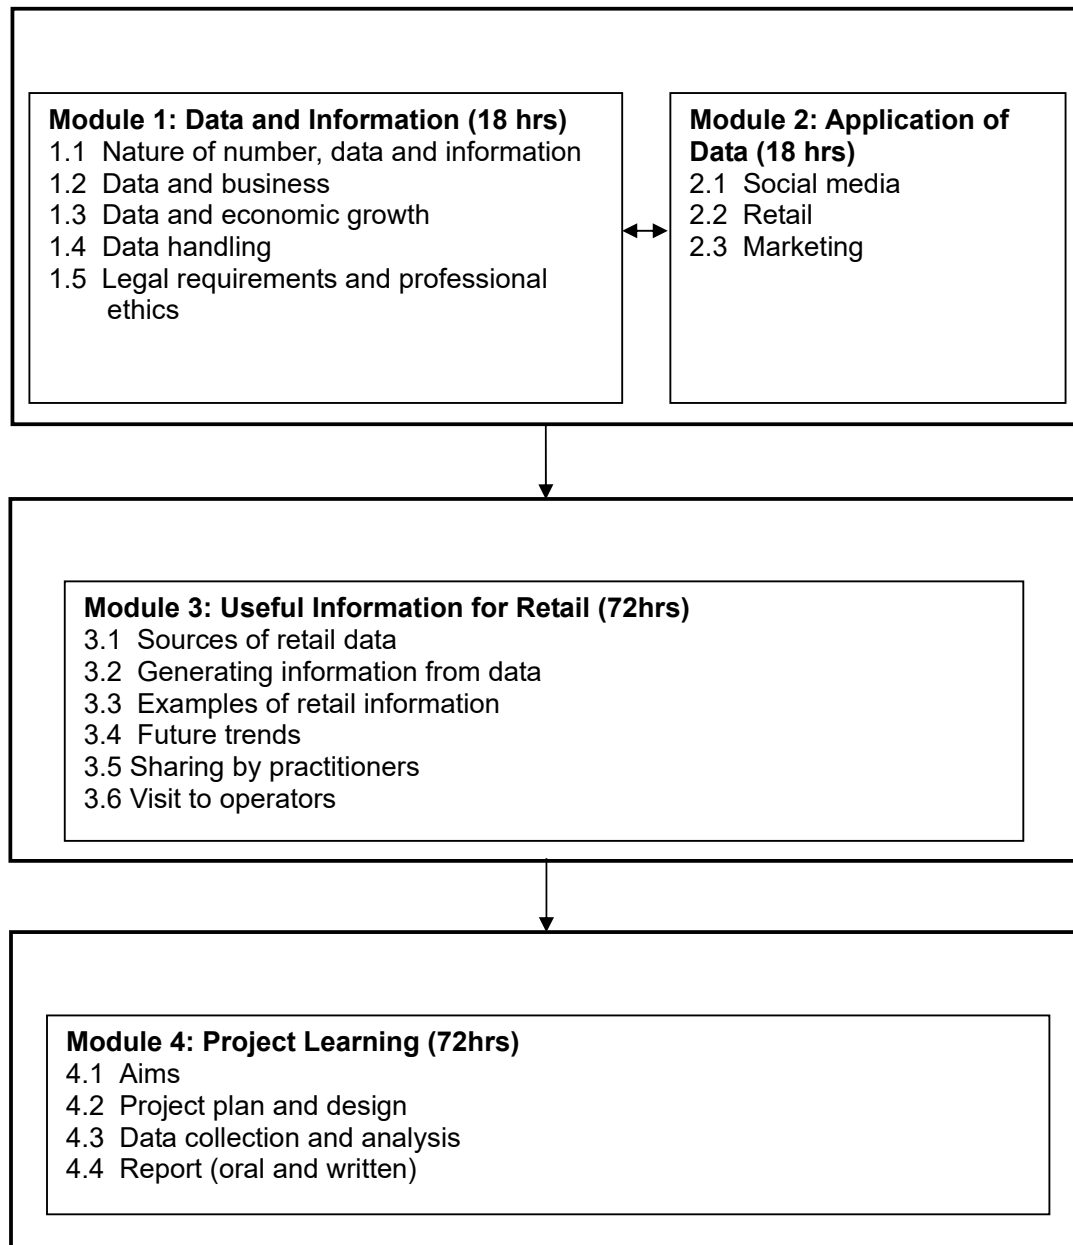 Module 1: Data and Information (18 hrs)
1.1 Nature of number, data and information
1.2 Data and business
1.3 Data and economic growth
1.4 Data handling
1.5 Legal requirements and professional
ethics
Module 2: Application of
Data (18 hrs)
2.1 Social media
2.2 Retail
2.3 Marketing
Module 3: Useful Information for Retail (72hrs)
3.1 Sources of retail data
3.2 Generating information from data
3.3 Examples of retail information
3.4 Future trends
3.5 Sharing by practitioners
3.6 Visit to operators
Module 4: Project Learning (72hrs)
4.1 Aims
4.2 Project plan and design
4.3 Data collection and analysis
4.4 Report (oral and written)